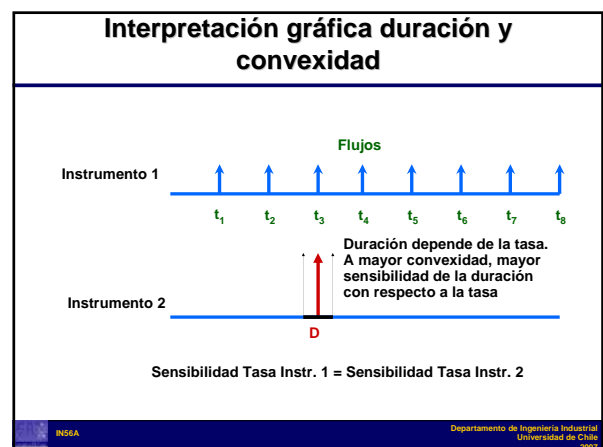 Interpretación gráfica duración y
convexidad
Flujos
Instrumento 1
t1 t2 t3 t4 t5 t6 t7 t8
Duración depende de la tasa.
A mayor convexidad, mayor
sensibilidad de la duración
con respecto a la tasa
Instrumento 2
D
Sensibilidad Tasa Instr. 1 = Sensibilidad Tasa Instr. 2
IN56A
Departamento de Ingeniería Industrial
Universidad de Chile
2007